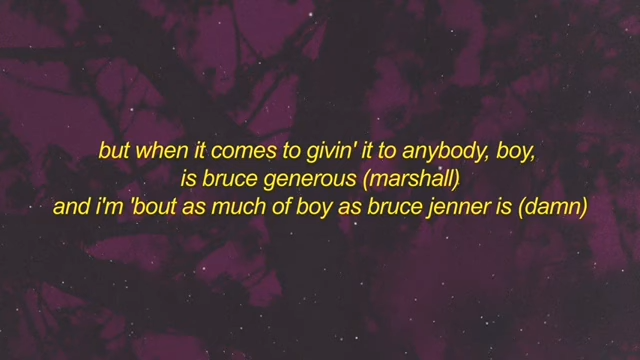 but when it comes to givin' it to anybody, boy,
is bruce generous (marshall)
and i'm 'bout as much of boy as bruce jenner is (damn)